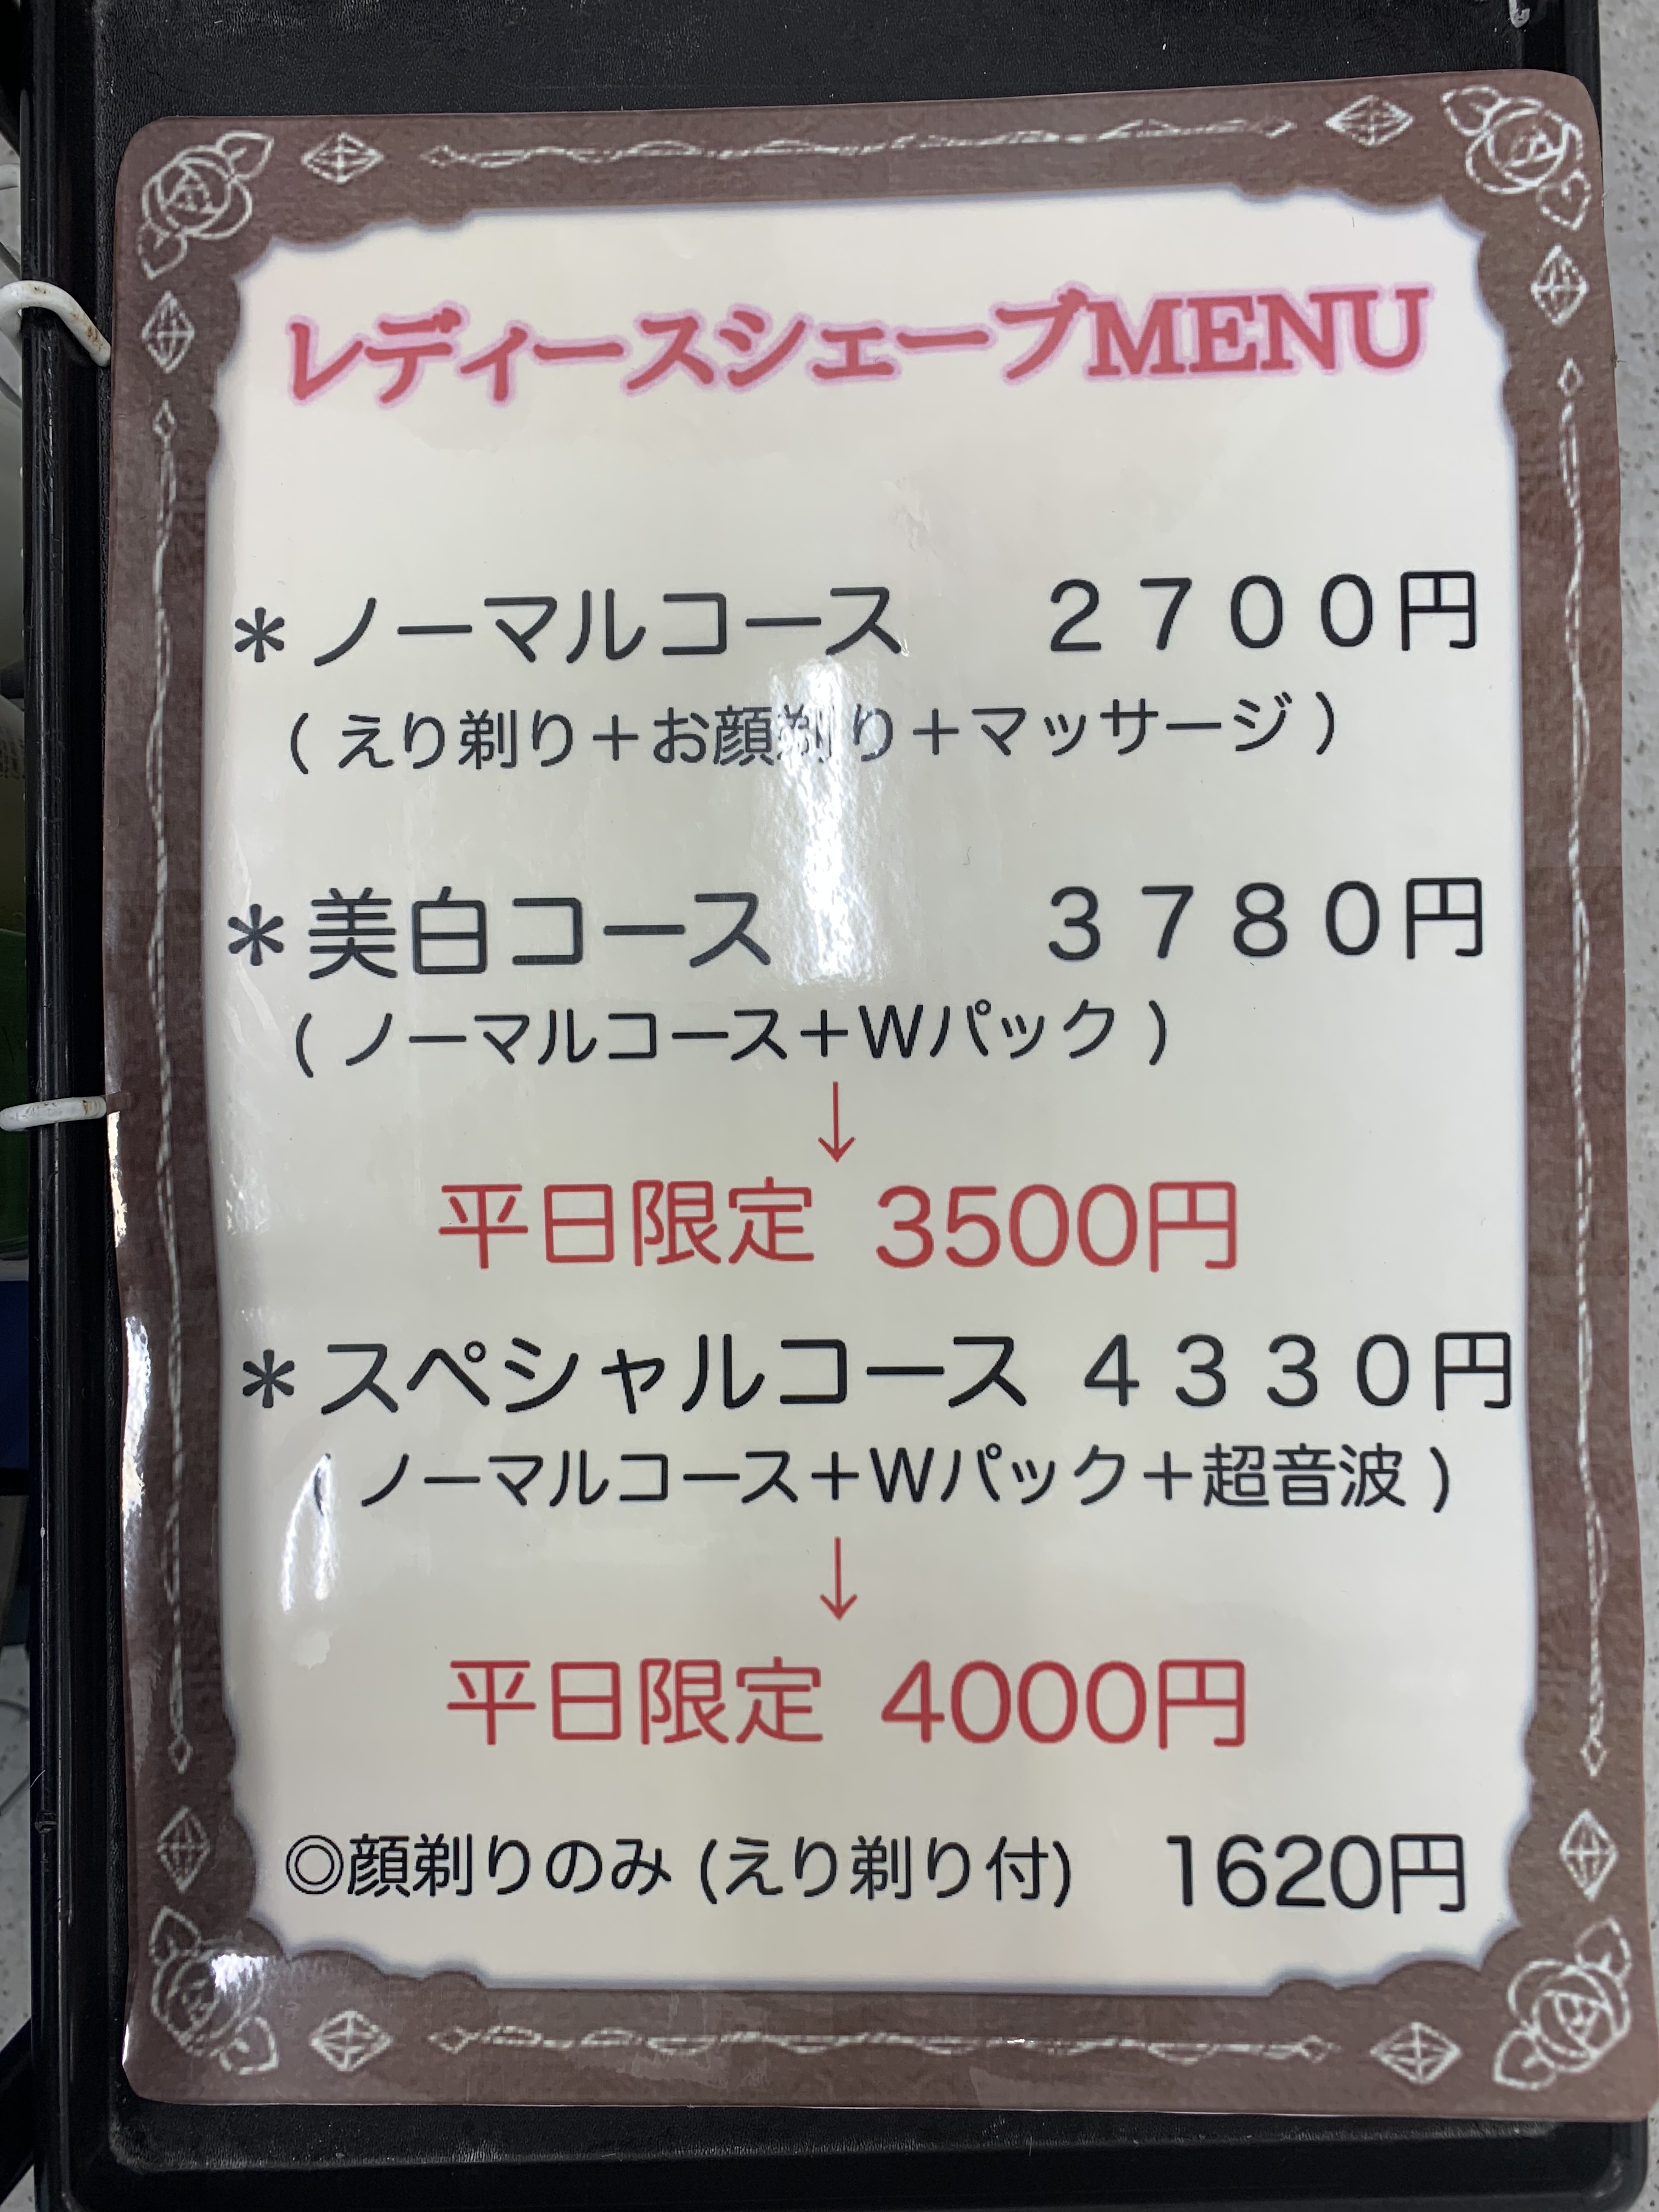 レディースシェーブMENU
＊ノーマルコース　２７００円
（えり剃り＋お顔剃り＋マッサージ）
＊美白コース　３７８０円
（ノーマルコース＋Wパック）
↓
平日限定 3500円
＊スペシャルコース ４３３０円
（ノーマルコース＋Wパック＋超音波）
↓
平日限定 4000円
◎顔剃りのみ (えり剃り付)　1620円